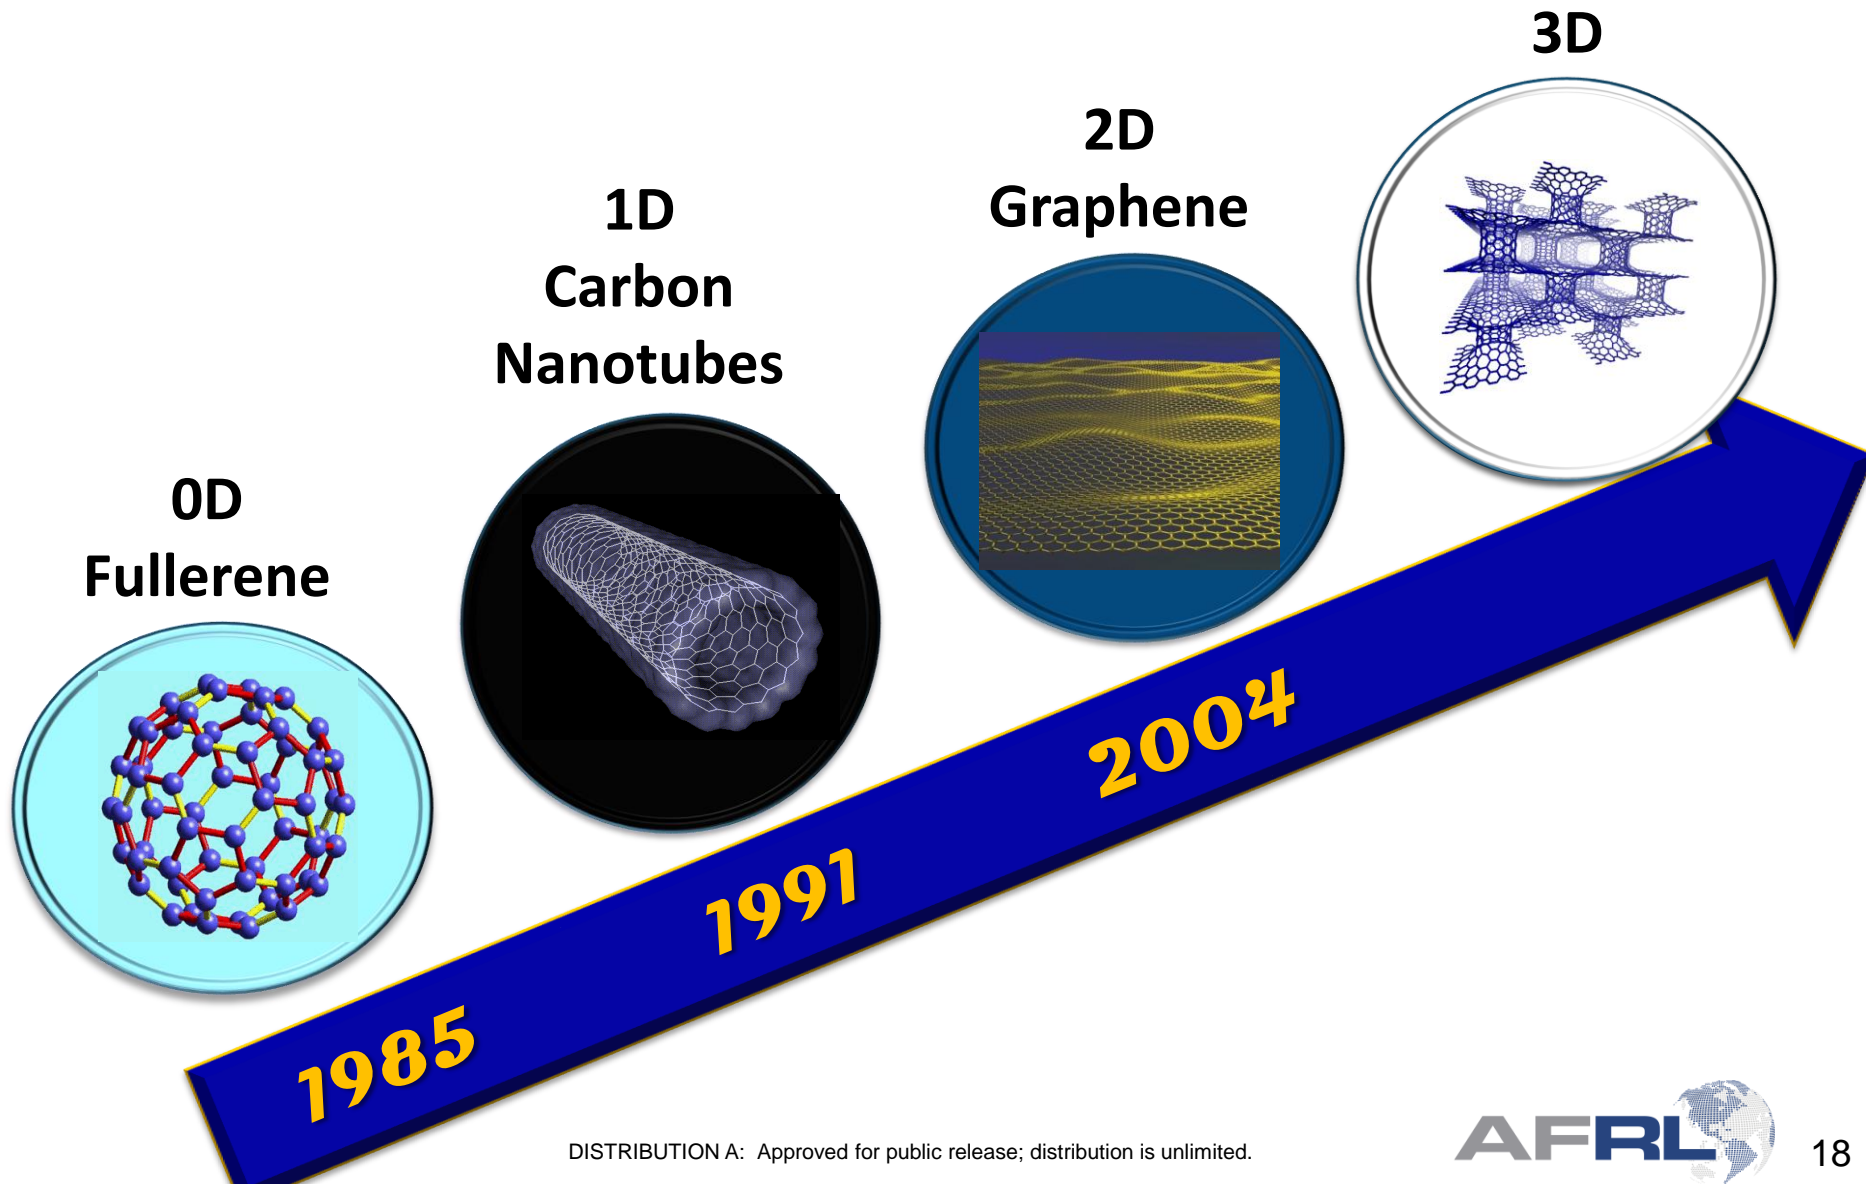 0D
Fullerene
1D
Carbon
Nanotubes
2D
Graphene
3D
1985
1991
2004
DISTRIBUTION A: Approved for public release; distribution is unlimited.
AFRL
18